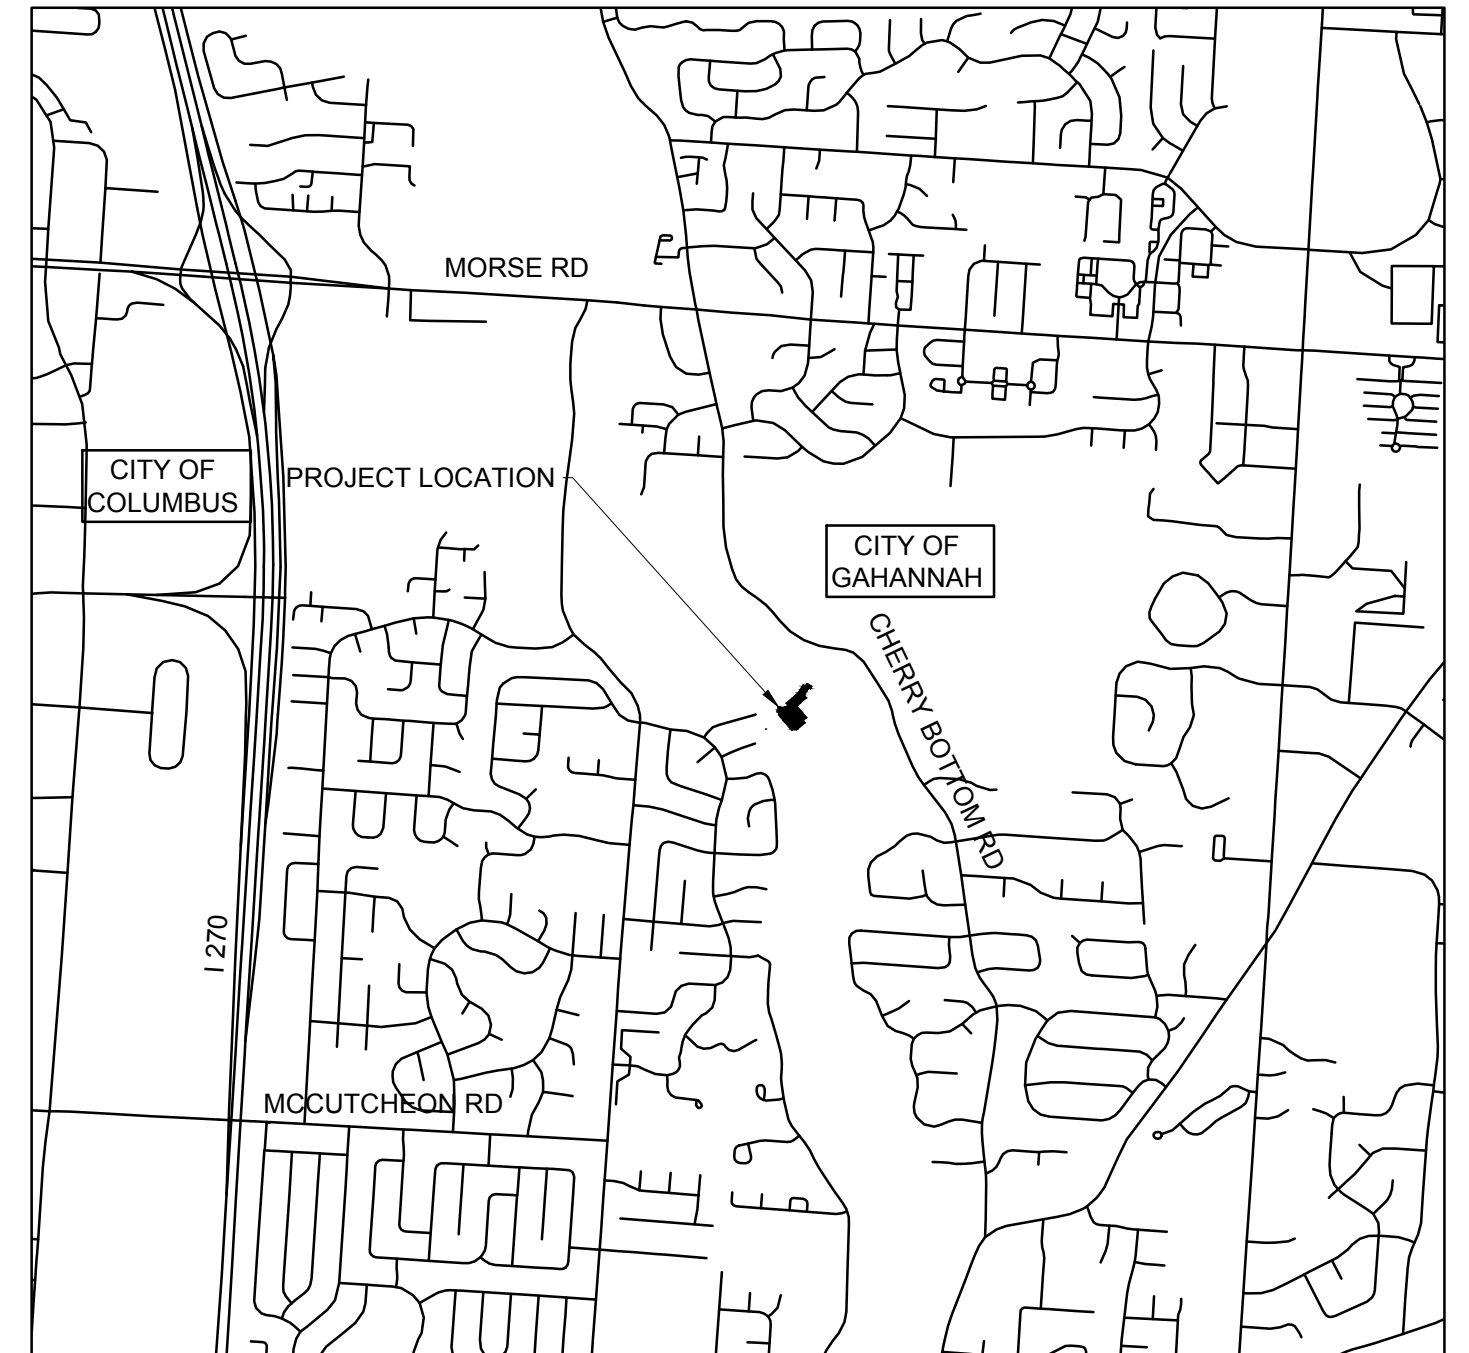 MORSE RD
CITY OF
COLUMBUS
PROJECT LOCATION
CITY OF
GAHANNAH
CHERRY BOTTOM RD
I 270
MCCUTCHEON RD